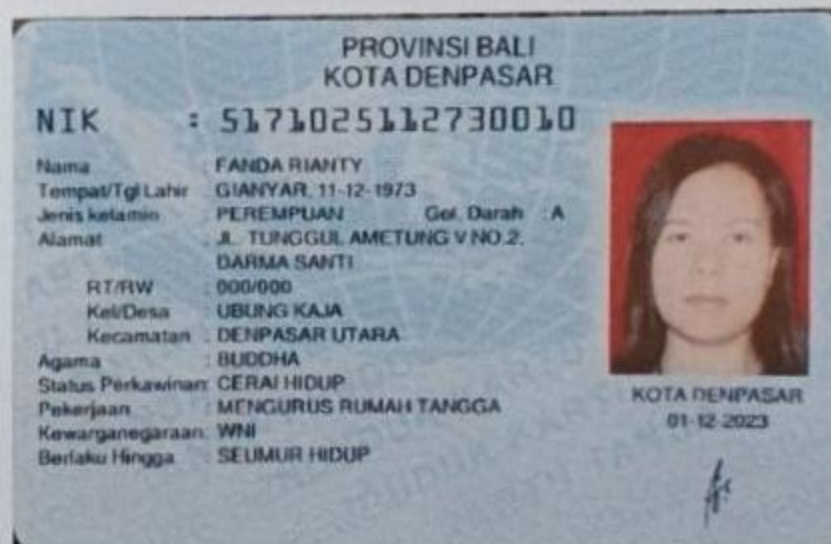 PROVINSI BALI
KOTA DENPASAR
NIK : 5171025112730010
Nama : FANDA RIANTY
Tempat/Tgl Lahir : GIANYAR, 11-12-1973
Jenis kelamin : PEREMPUAN Gol. Darah : A
Alamat : JL. TUNGGUL AMETUNG V NO.2,
DARMA SANTI
RT/RW : 000/000
Kel/Desa : UBUNG KAJA
Kecamatan : DENPASAR UTARA
Agama : BUDDHA
Status Perkawinan: CERAI HIDUP
Pekerjaan : MENGURUS RUMAH TANGGA
Kewarganegaraan: WNI
Berlaku Hingga : SEUMUR HIDUP
KOTA DENPASAR
01-12-2023